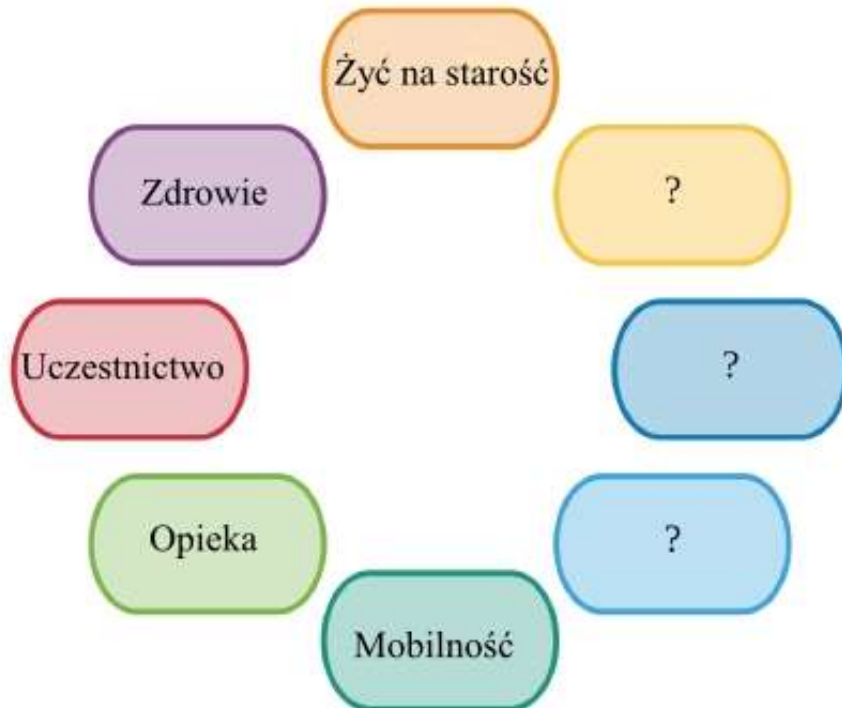 Żyć na starość
Zdrowie
?
Uczestnictwo
?
Opieka
?
Mobilność